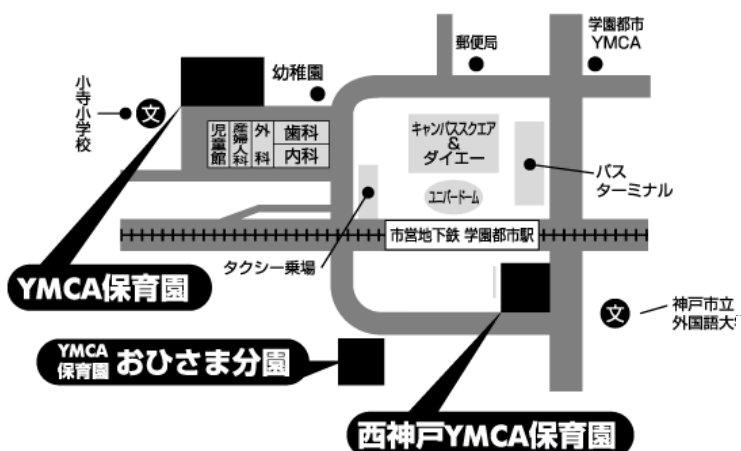 学園都市
YMCA
郵便局
幼稚園
小寺小学校
文
児童館
産婦人科
外科
歯科
内科
キャンパススクエア
&
ダイエー
ユニバードーム
バス
ターミナル
市営地下鉄 学園都市駅
タクシー乗場
YMCA保育園
文
神戸市立
外国語大
YMCA
保育園 おひさま分園
西神戸YMCA保育園